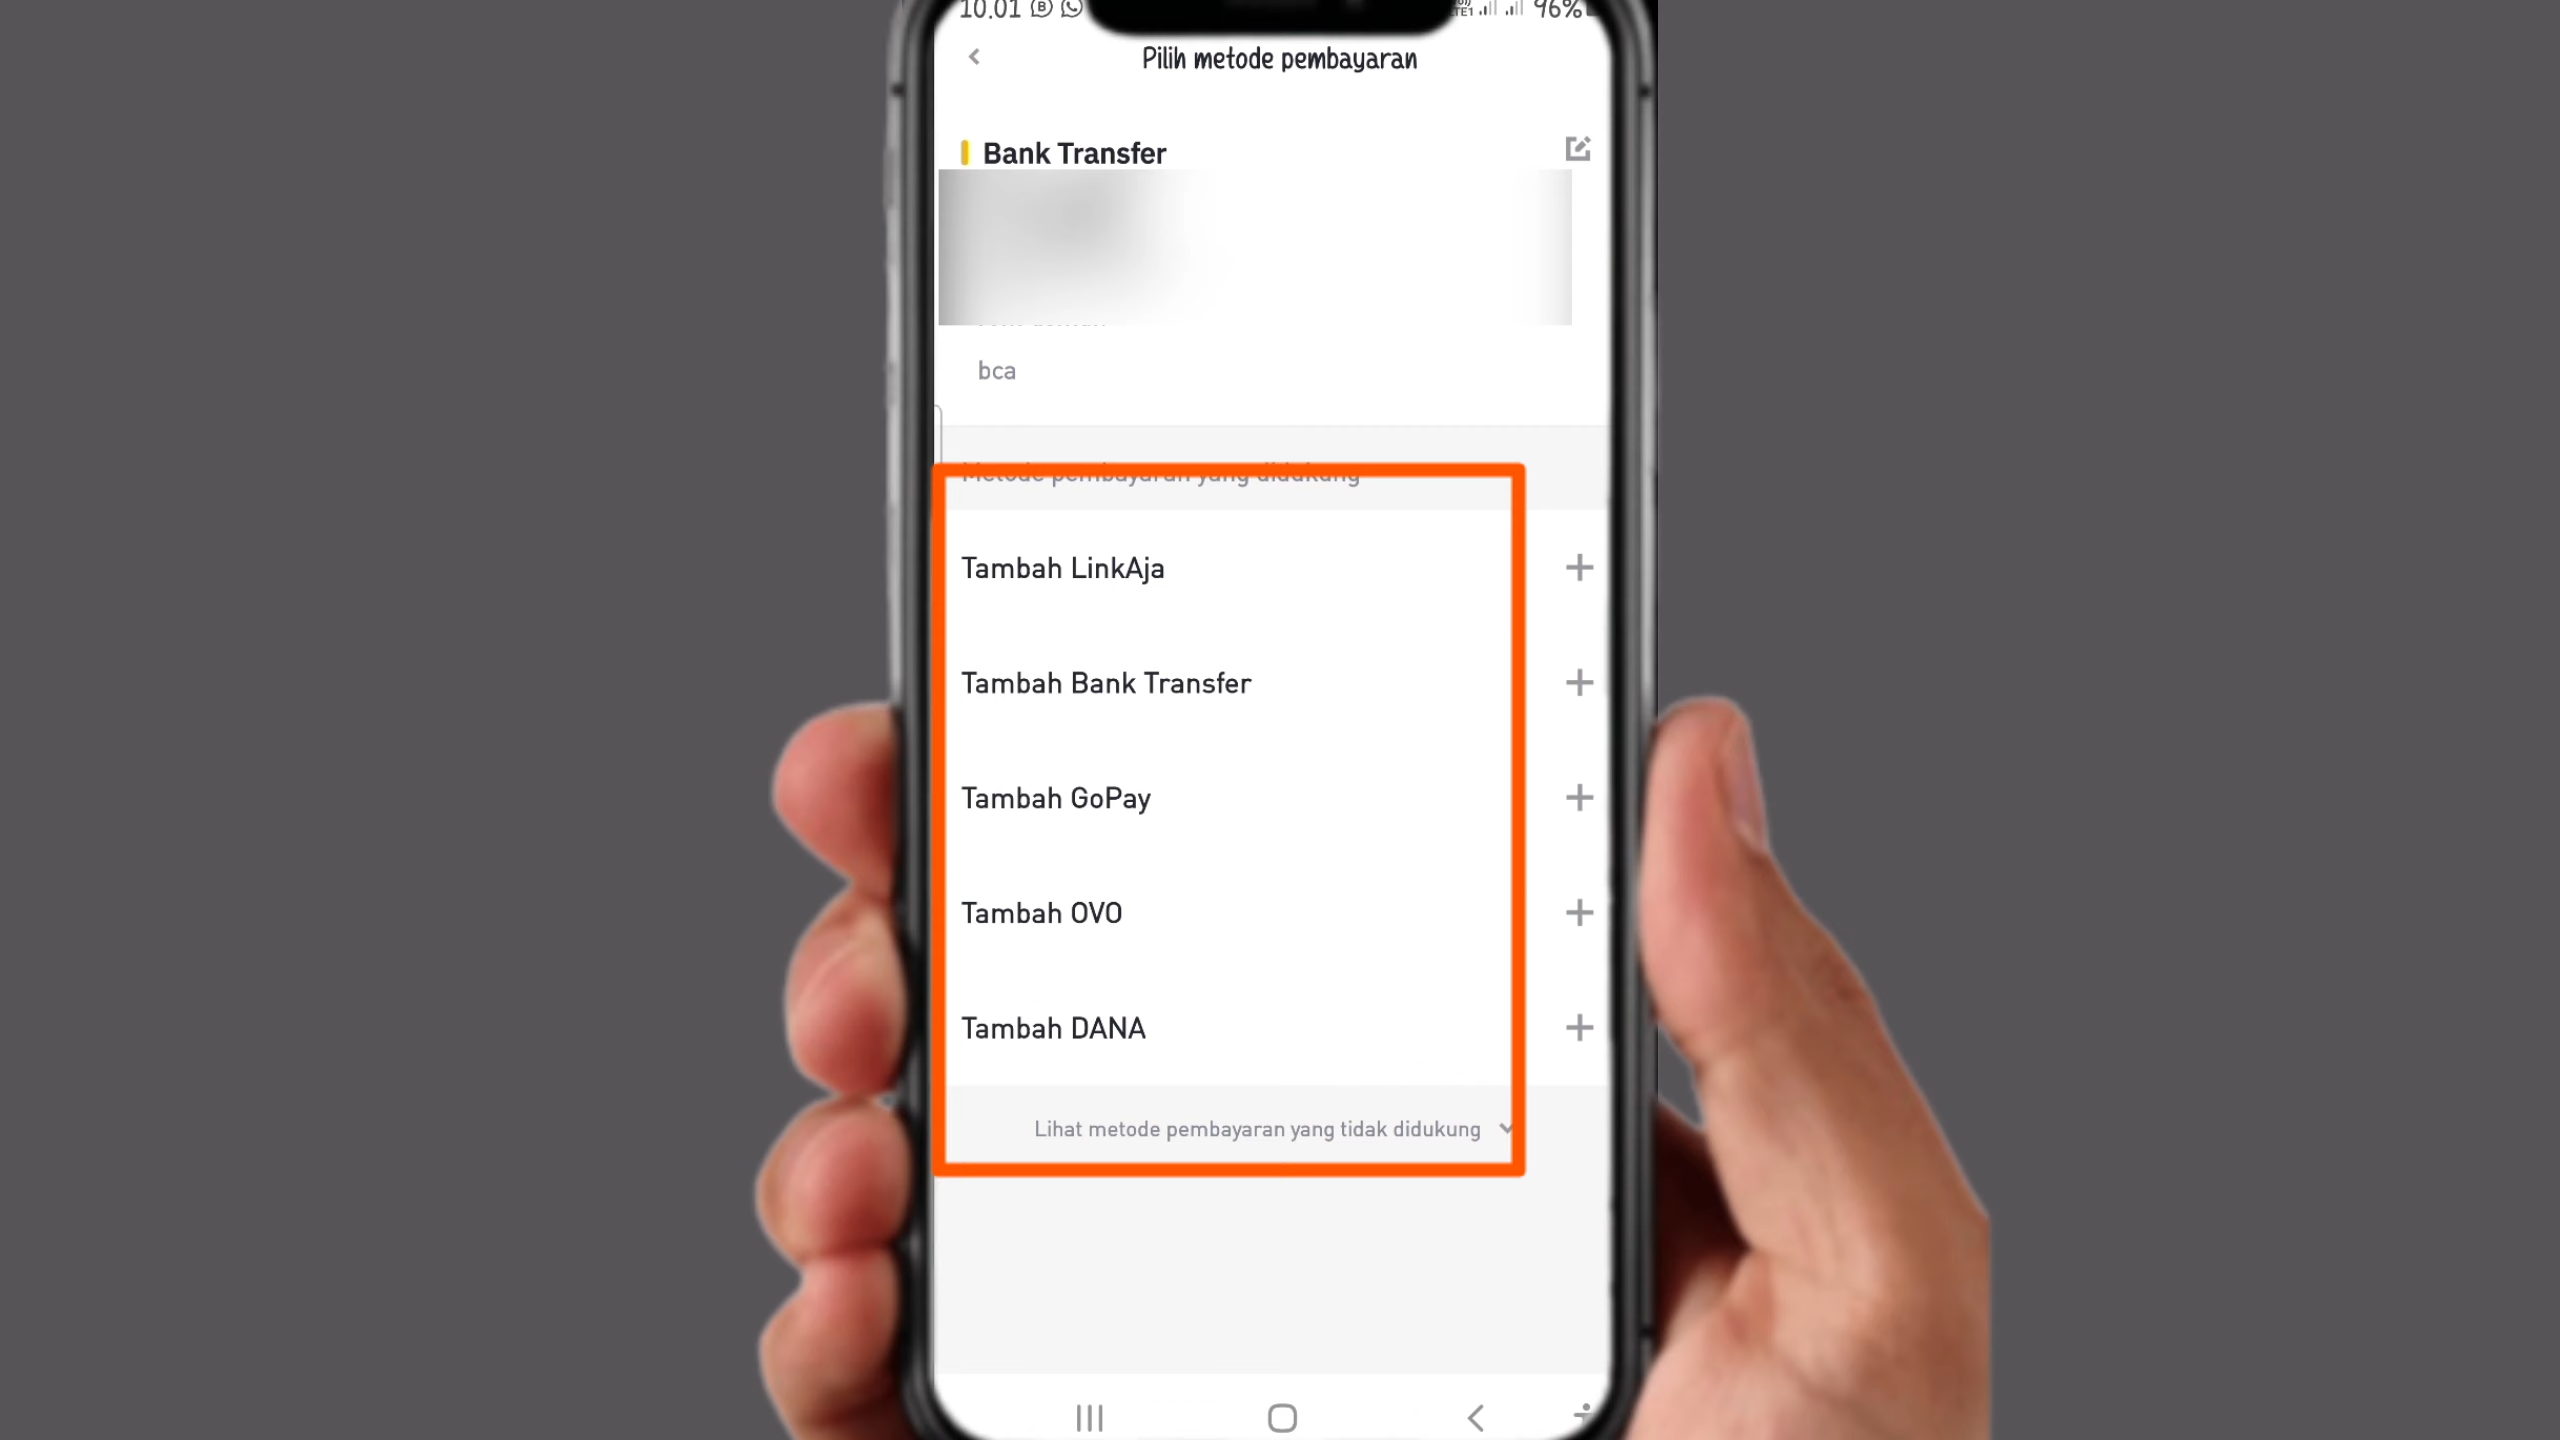 10.01
96%
Pilih metode pembayaran
Bank Transfer
bca
Metode pembayaran yang didukung
Tambah LinkAja
Tambah Bank Transfer
Tambah GoPay
Tambah OVO
Tambah DANA
Lihat metode pembayaran yang tidak didukung